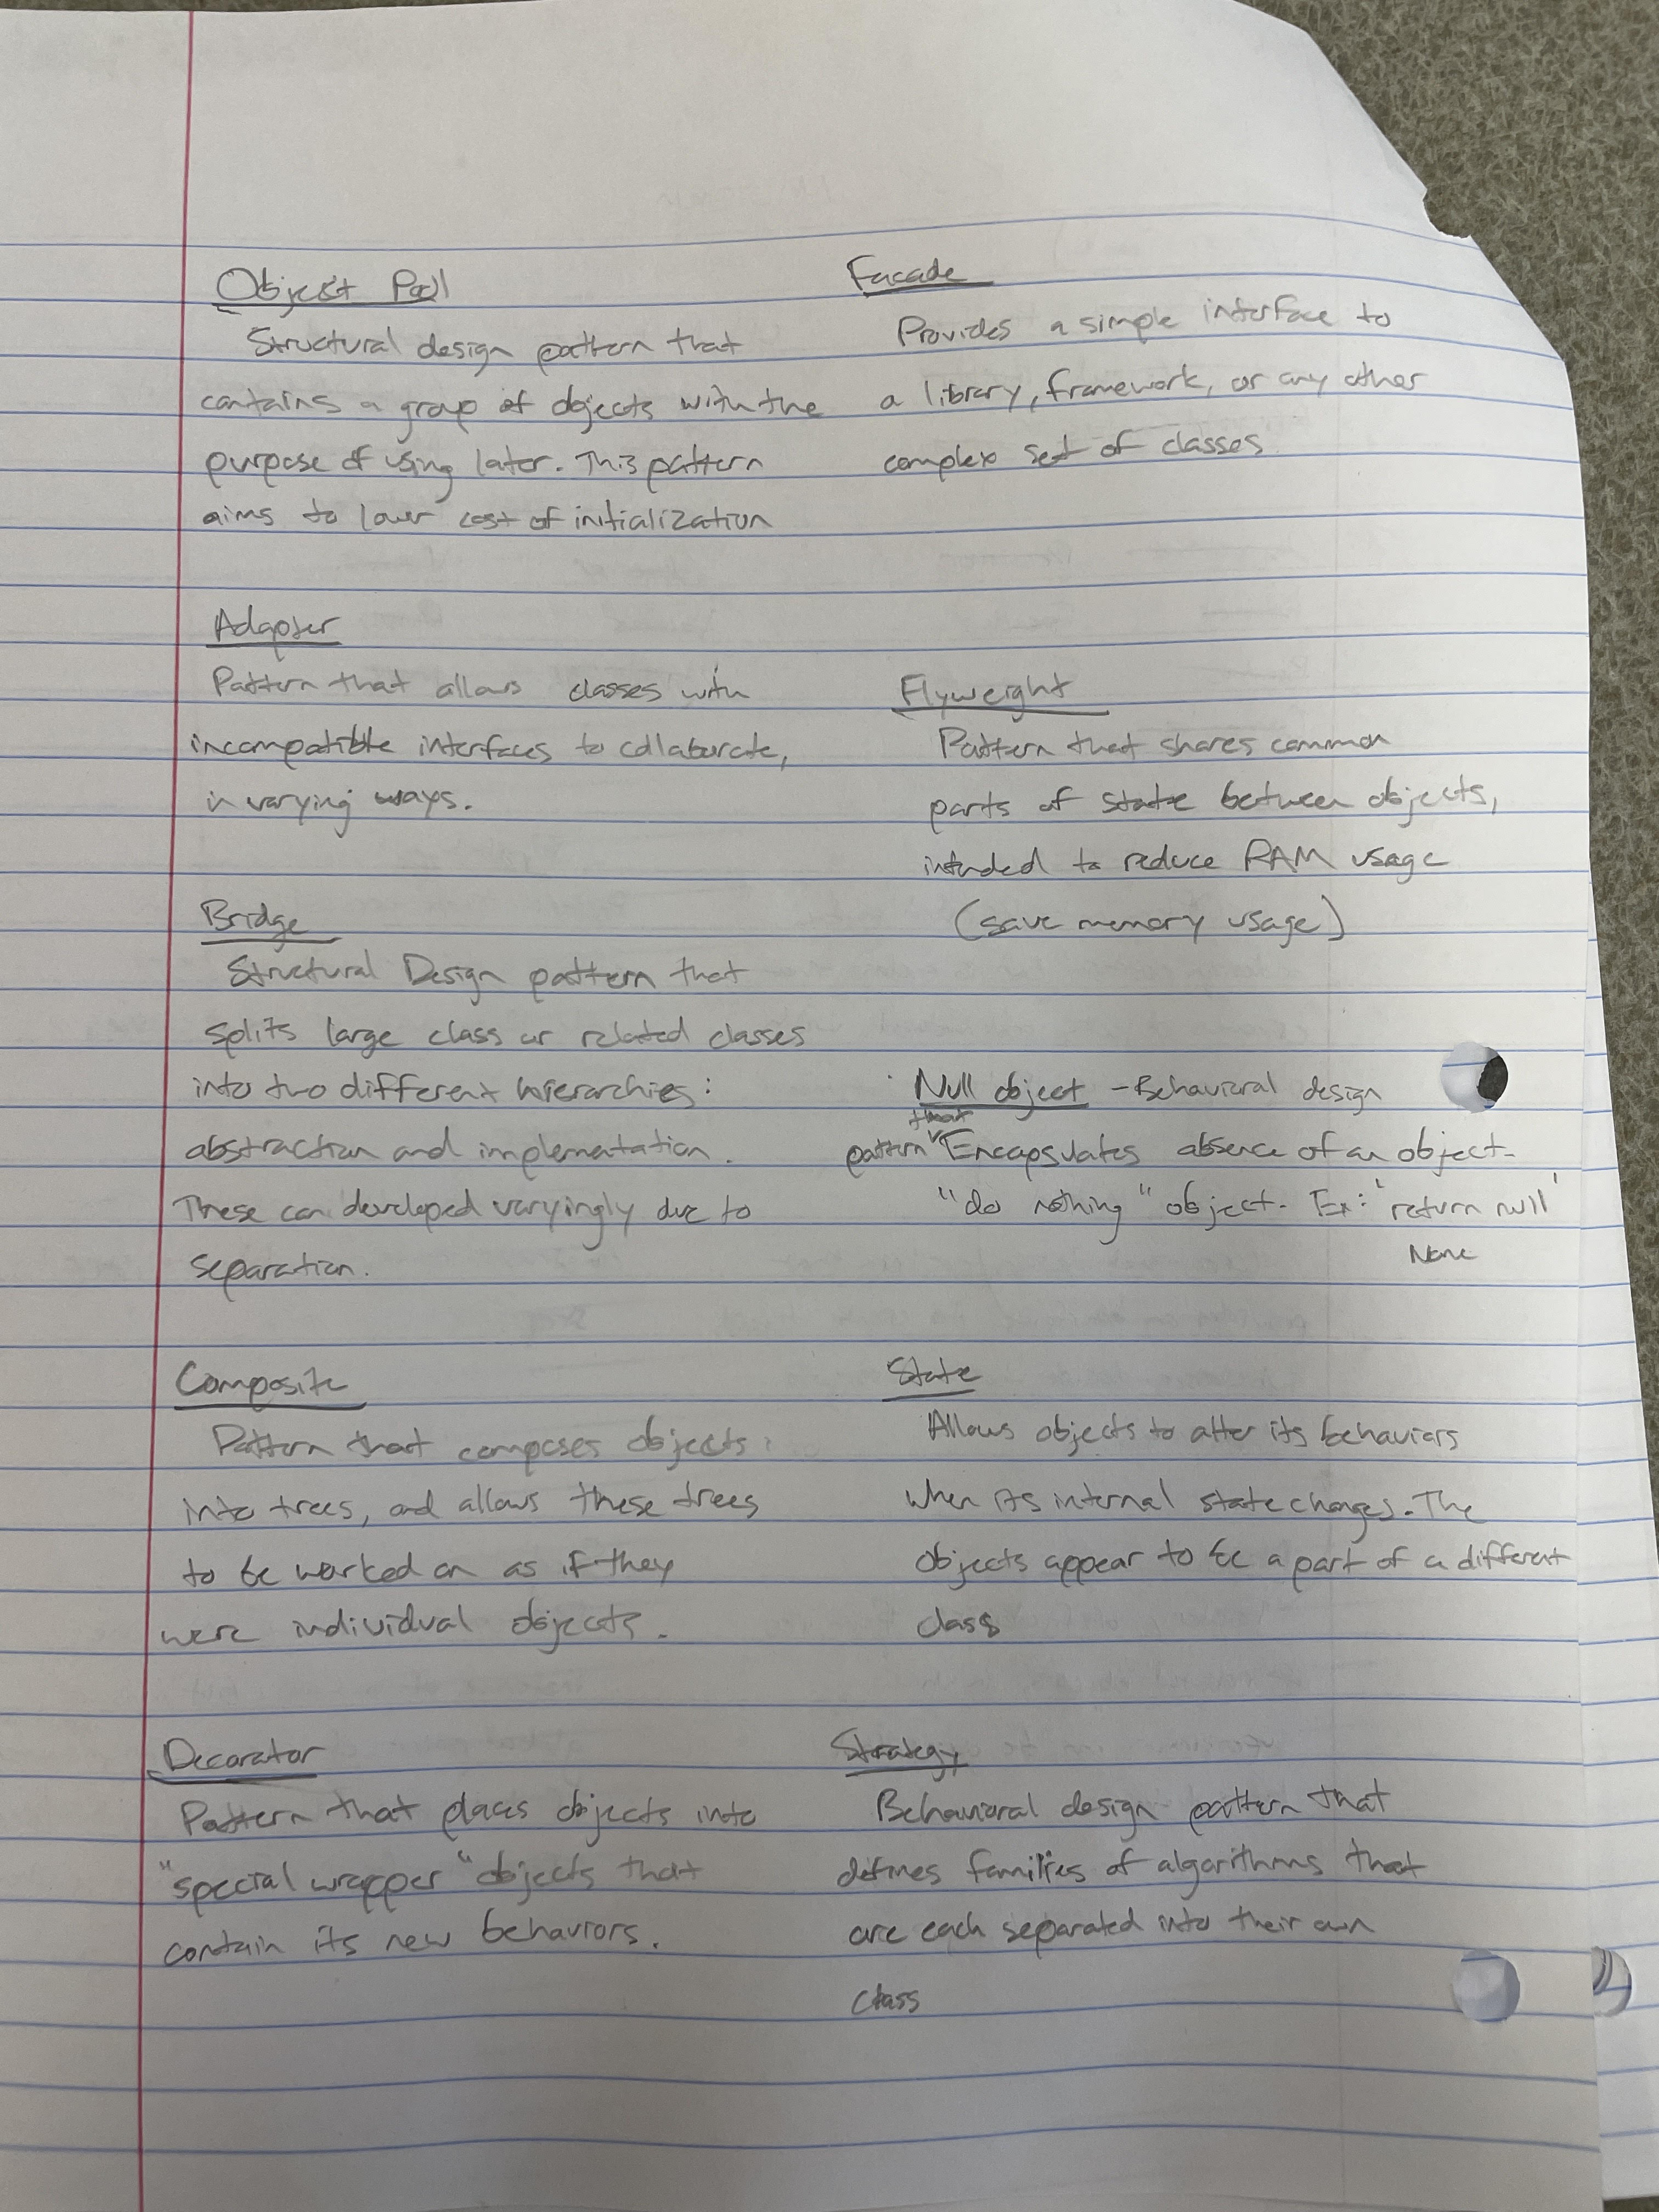 Object Pool
Structural design pattern that
contains a group of objects with the
purpose of using later. This pattern
aims to lower cost of initialization
Adapter
Pattern that allows classes with
incompatible interfaces to collaborate,
in varying ways.
Bridge
Structural Design pattern that
splits large class or related classes
into two different hierarchies:
abstraction and implementation.
These can developed varyingly due to
separation.
Composite
Pattern that composes objects
into trees, and allows these trees
to be worked on as if they
were individual objects.
Decorator
Pattern that places objects into
"special wrapper" objects that
contain its new behaviors.
Facade
Provides a simple interface to
a library, framework, or any other
complex set of classes
Flyweight
Pattern that shares common
parts of state between objects,
intended to reduce RAM usage
(save memory usage)
Null object - Behavioral design
that
pattern Encapsulates absence of an object-
"do nothing" object. Ex: 'return null'
None
State
Allows objects to alter its behaviors
when its internal state changes. The
objects appear to be a part of a different
class
Strategy
Behavioral design pattern that
defines families of algorithms that
are each separated into their own
class